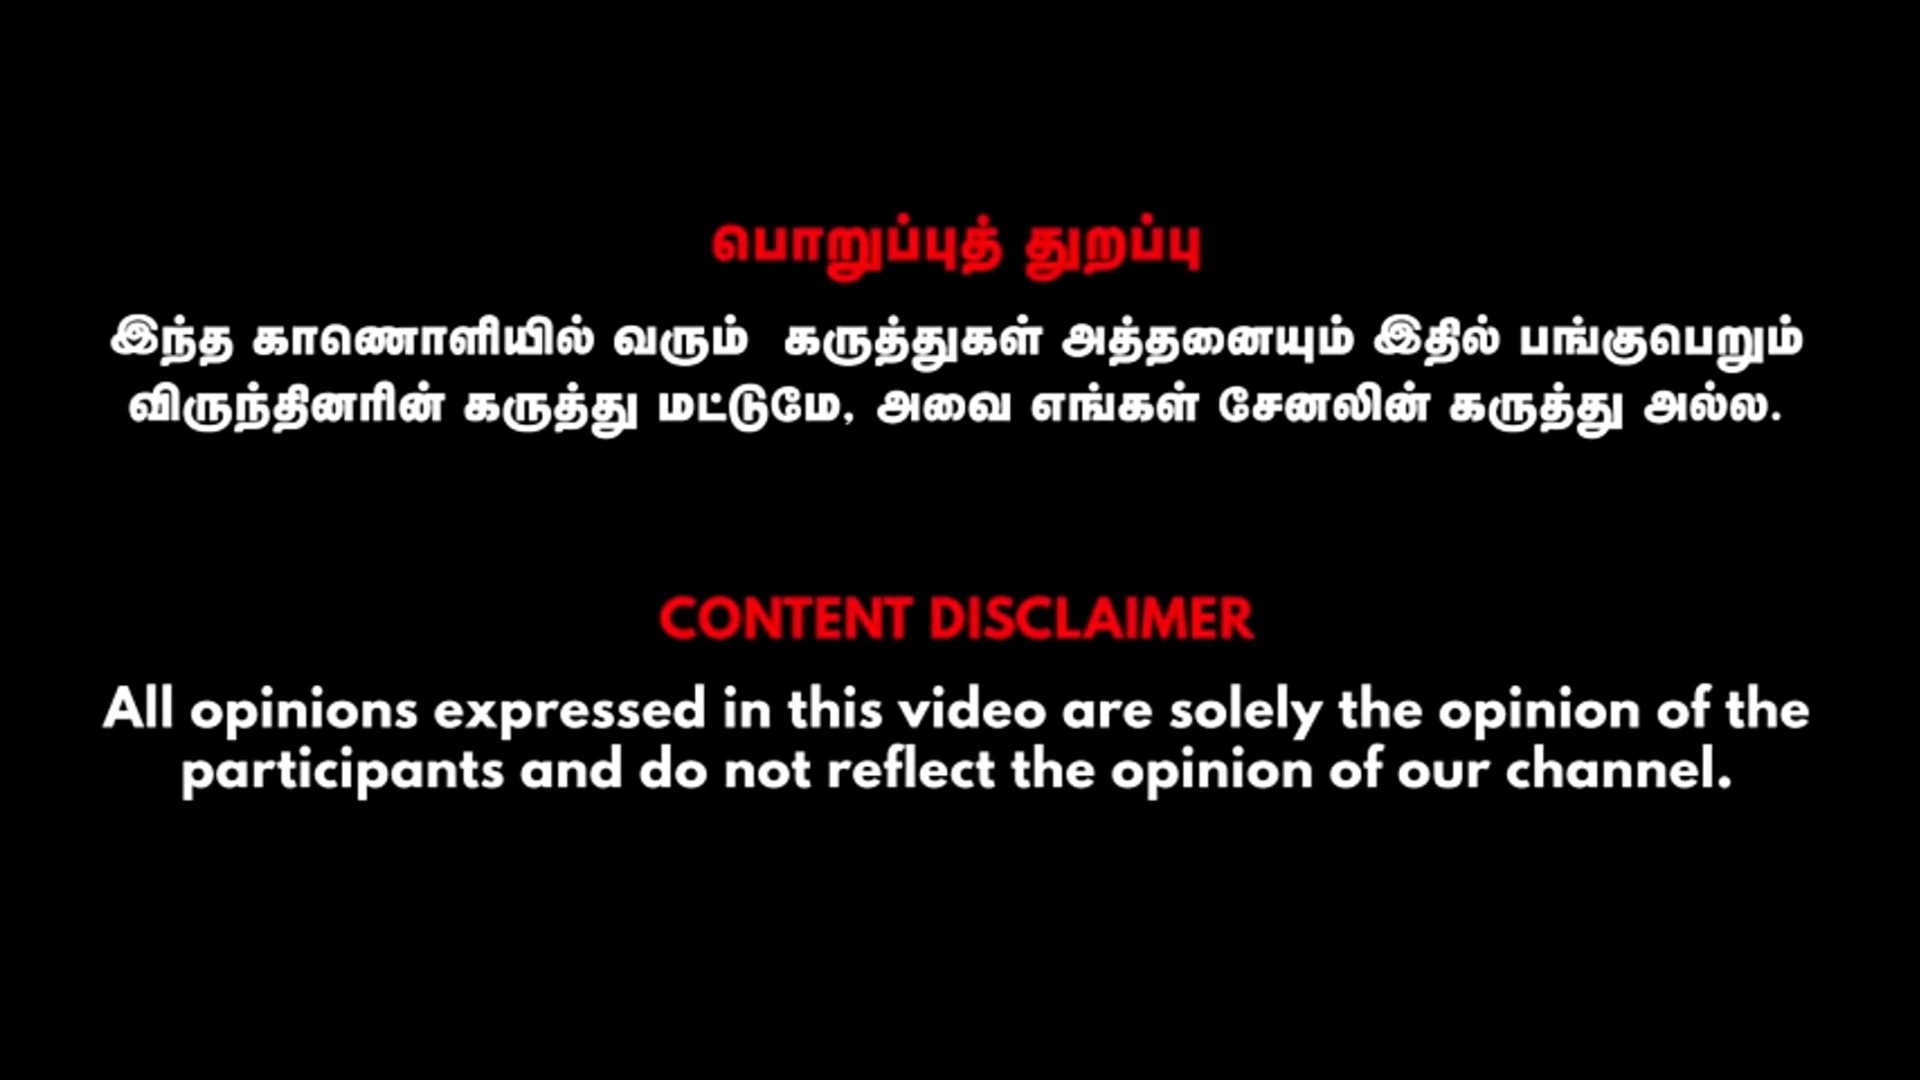 பொறுப்புத் துறப்பு
இந்த காணொளியில் வரும் கருத்துகள் அத்தனையும் இதில் பங்குபெறும்
விருந்தினரின் கருத்து மட்டுமே, அவை எங்கள் சேனலின் கருத்து அல்ல.
CONTENT DISCLAIMER
All opinions expressed in this video are solely the opinion of the
participants and do not reflect the opinion of our channel.